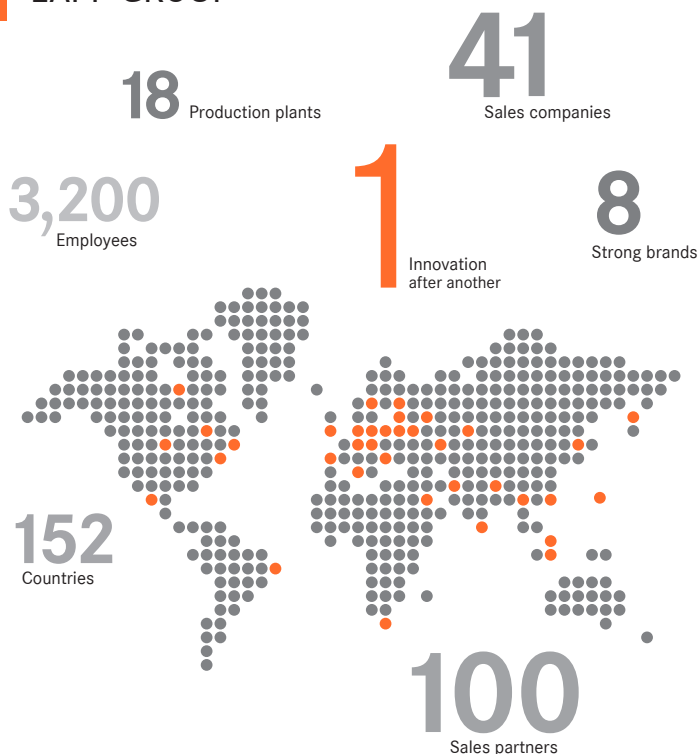 41
Sales companies
18 Production plants
1
Innovation
after another
3,200
Employees
8
Strong brands
152
Countries
100
Sales partners